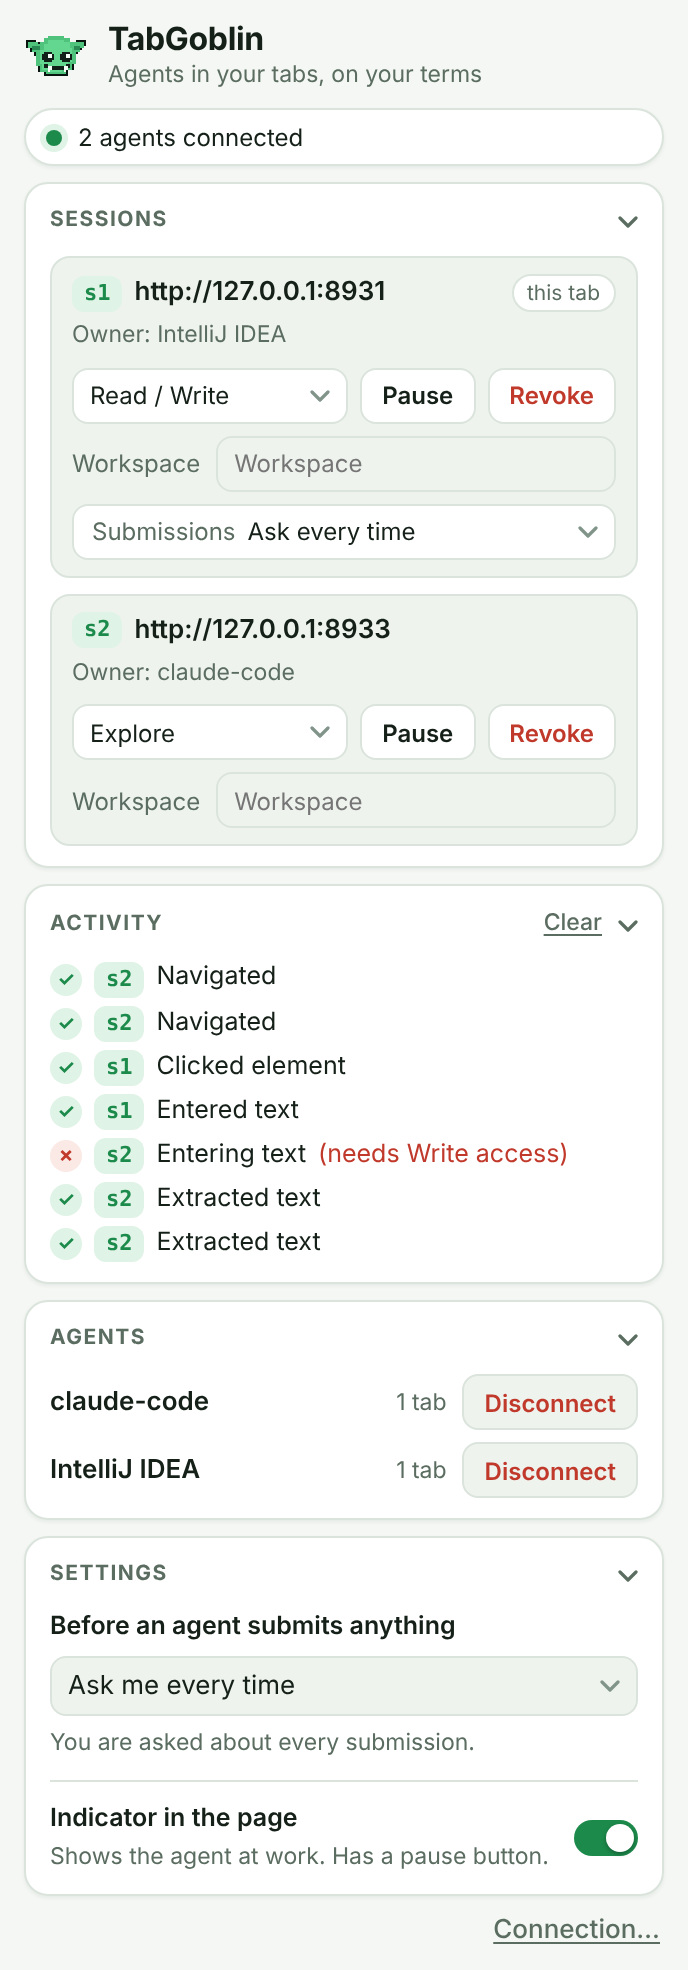 TabGoblin
Agents in your tabs, on your terms
2 agents connected
SESSIONS
s1 http://127.0.0.1:8931 this tab
Owner: IntelliJ IDEA
Read / Write Pause Revoke
Workspace Workspace
Submissions Ask every time
s2 http://127.0.0.1:8933
Owner: claude-code
Explore Pause Revoke
Workspace Workspace
ACTIVITY Clear
s2 Navigated
s2 Navigated
s1 Clicked element
s1 Entered text
s2 Entering text (needs Write access)
s2 Extracted text
s2 Extracted text
AGENTS
claude-code 1 tab Disconnect
IntelliJ IDEA 1 tab Disconnect
SETTINGS
Before an agent submits anything
Ask me every time
You are asked about every submission.
Indicator in the page
Shows the agent at work. Has a pause button.
Connection...